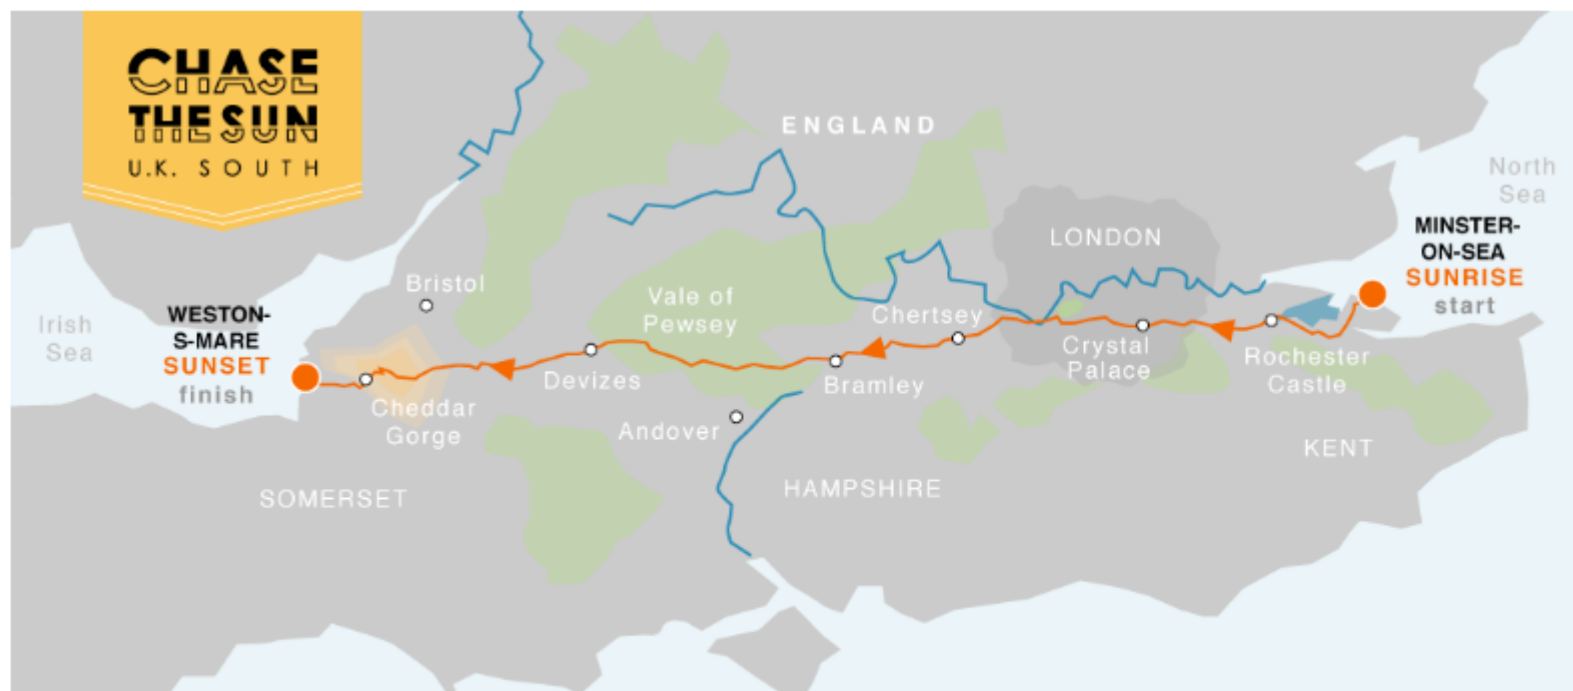 CHASE
THE SUN
U.K. SOUTH
ENGLAND
North
Sea
MINSTER-
ON-SEA
SUNRISE
start
LONDON
Bristol
Vale of
Pewsey
Chertsey
WESTON-
S-MARE
SUNSET
finish
Irish
Sea
Crystal
Palace
Rochester
Castle
Devizes
Bramley
Cheddar
Gorge
Andover
KENT
HAMPSHIRE
SOMERSET